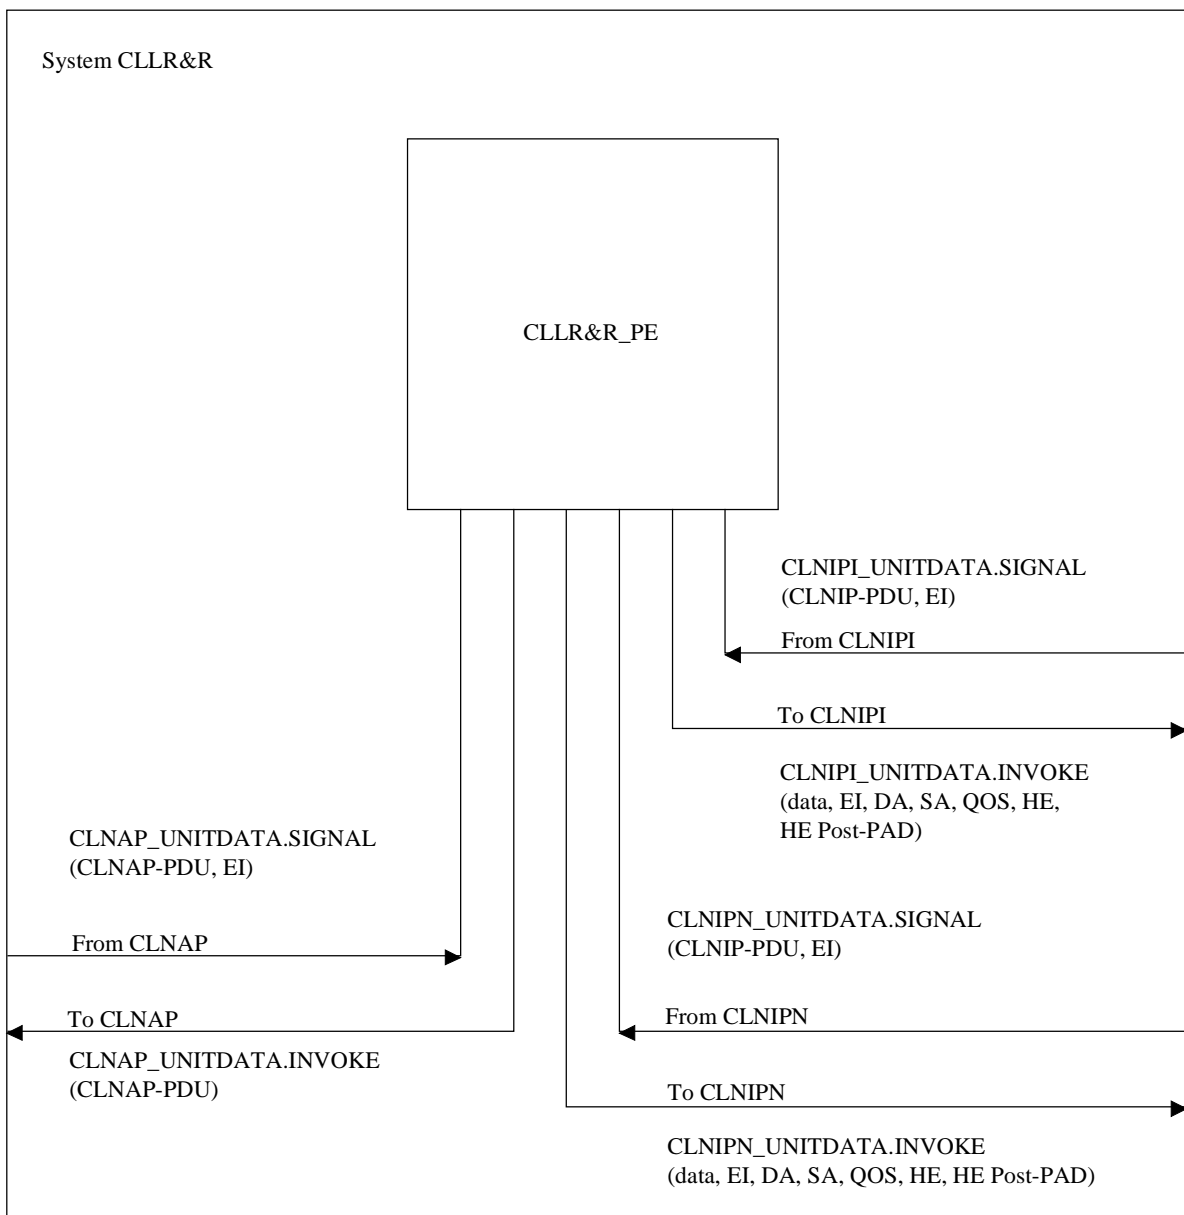 System CLLR&R
CLLR&R_PE
CLNIPI_UNITDATA.SIGNAL
(CLNIP-PDU, EI)
From CLNIPI
To CLNIPI
CLNIPI_UNITDATA.INVOKE
(data, EI, DA, SA, QOS, HE,
HE Post-PAD)
CLNAP_UNITDATA.SIGNAL
(CLNAP-PDU, EI)
From CLNAP
To CLNAP
CLNAP_UNITDATA.INVOKE
(CLNAP-PDU)
CLNIPN_UNITDATA.SIGNAL
(CLNIP-PDU, EI)
From CLNIPN
To CLNIPN
CLNIPN_UNITDATA.INVOKE
(data, EI, DA, SA, QOS, HE, HE Post-PAD)